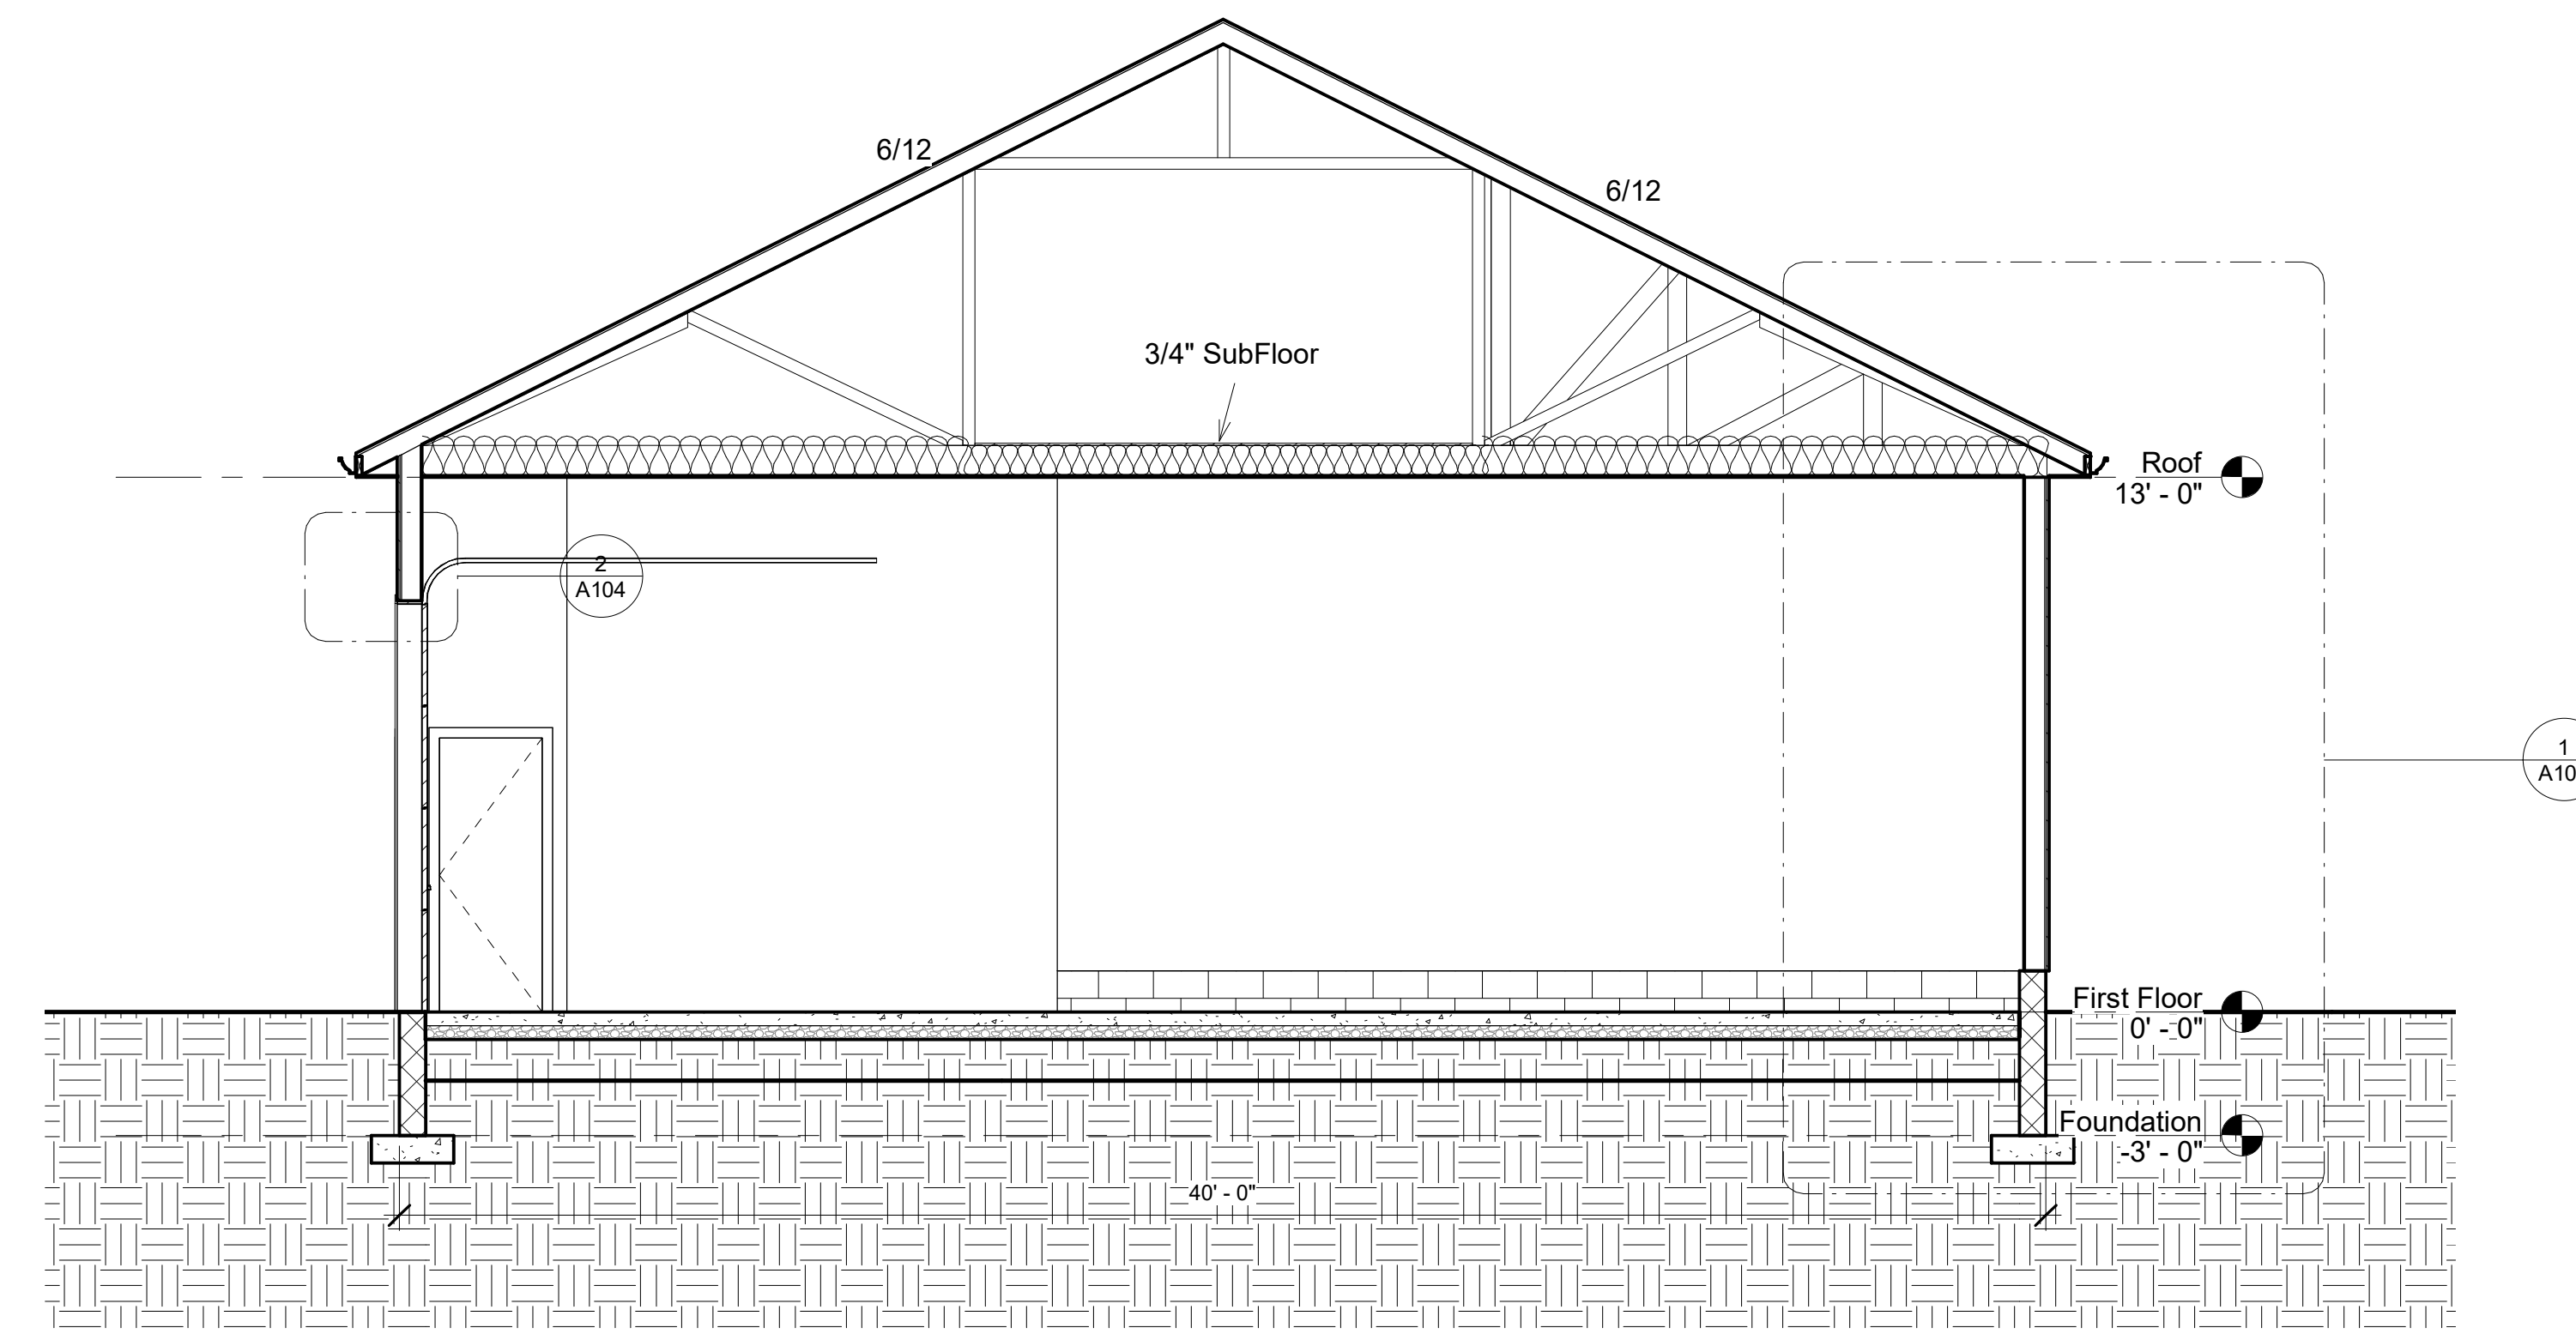 6/12
6/12
3/4" SubFloor
Roof
13' - 0"
2
A104
1
A10
First Floor
0' - 0"
Foundation
-3' - 0"
40' - 0"